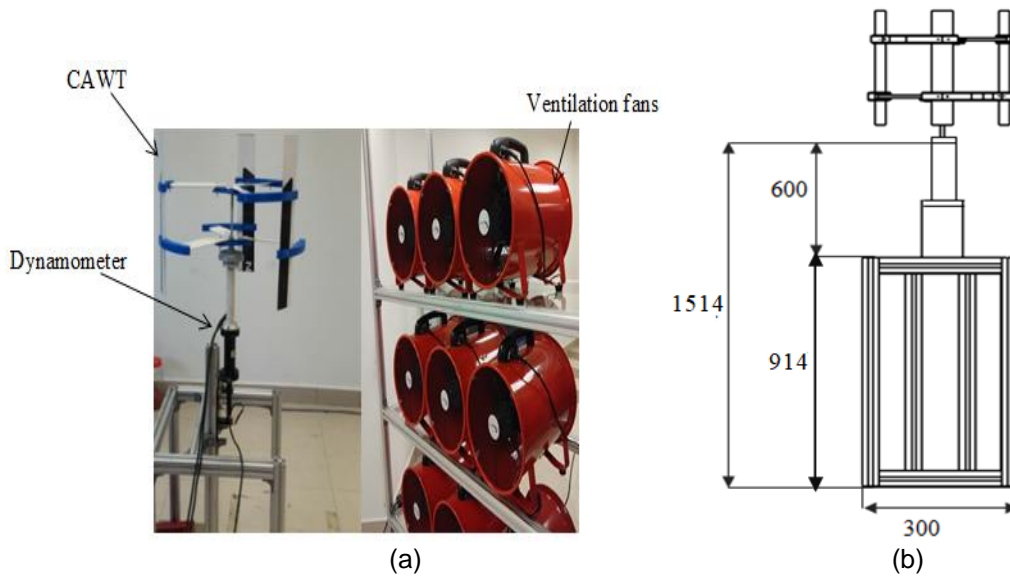 CAWT
Ventilation fans
Dynamometer
600
1514
914
300
(a)
(b)